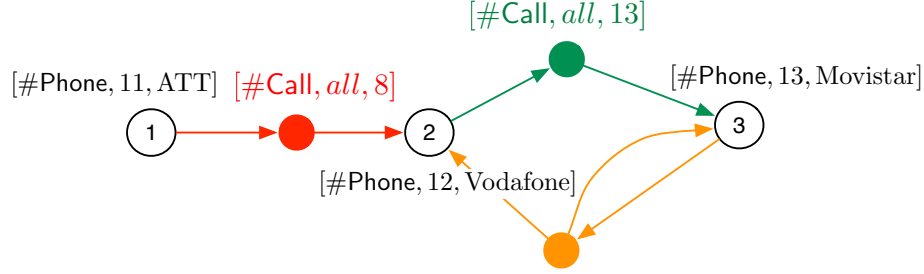 [#Call, all, 13]
[#Phone, 11, ATT]
[#Call, all, 8]
[#Phone, 13, Movistar]
1
2
3
[#Phone, 12, Vodafone]